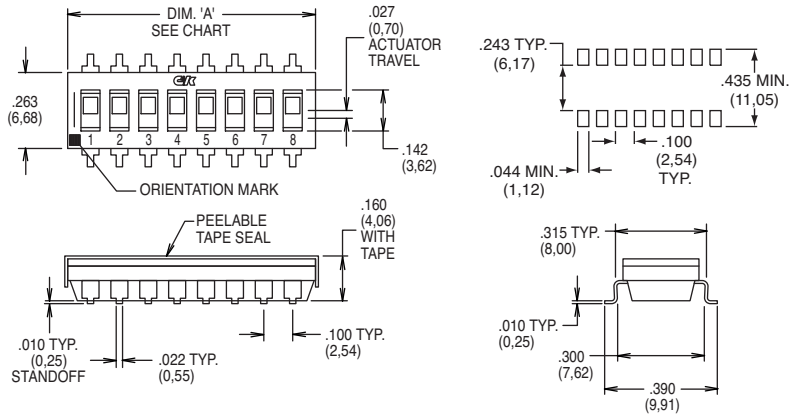 DIM. 'A'
SEE CHART
.027
(0,70)
ACTUATOR
TRAVEL
C&K
.263
(6,68)
1 2 3 4 5 6 7 8
.142
(3,62)
ORIENTATION MARK
.243 TYP.
(6,17)
.435 MIN.
(11,05)
.100
(2,54)
TYP.
.044 MIN.
(1,12)
PEELABLE
TAPE SEAL
.160
(4,06)
WITH
TAPE
.010 TYP.
(0,25)
STANDOFF
.022 TYP.
(0,55)
.100 TYP.
(2,54)
.315 TYP.
(8,00)
.010 TYP.
(0,25)
.300
(7,62)
.390
(9,91)